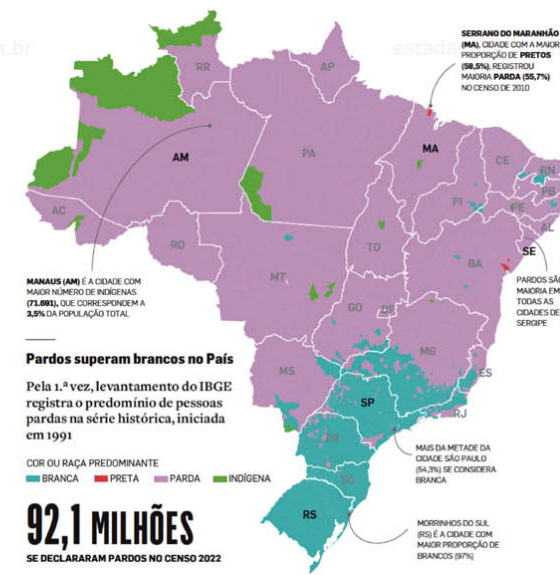 SERRANO DO MARANHÃO
(MA), CIDADE COM A MAIOR
PROPORÇÃO DE PRETOS
(58,5%), REGISTROU
MAIORIA PARDA (55,7%)
NO CENSO DE 2010
RR
AP
AM
PA
MA
CE
RN
PB
PI
PE
AL
AC
RO
TO
SE
BA
MT
MANAUS (AM) É A CIDADE COM
MAIOR NÚMERO DE INDÍGENAS
(71.691), QUE CORRESPONDEM A
3,5% DA POPULAÇÃO TOTAL
PARDOS SÃO
MAIORIA EM
TODAS AS
CIDADES DE
SERGIPE
GO
DF
MG
ES
MS
SP
RJ
PR
SC
RS
Pardos superam brancos no País
Pela 1.ª vez, levantamento do IBGE
registra o predomínio de pessoas
pardas na série histórica, iniciada
em 1991
COR OU RAÇA PREDOMINANTE
BRANCA PRETA PARDA INDÍGENA
92,1 MILHÕES
SE DECLARARAM PARDOS NO CENSO 2022
MAIS DA METADE DA
CIDADE SÃO PAULO
(54,3%) SE CONSIDERA
BRANCA
MORRINHOS DO SUL
(RS) É A CIDADE COM
MAIOR PROPORÇÃO DE
BRANCOS (97%)